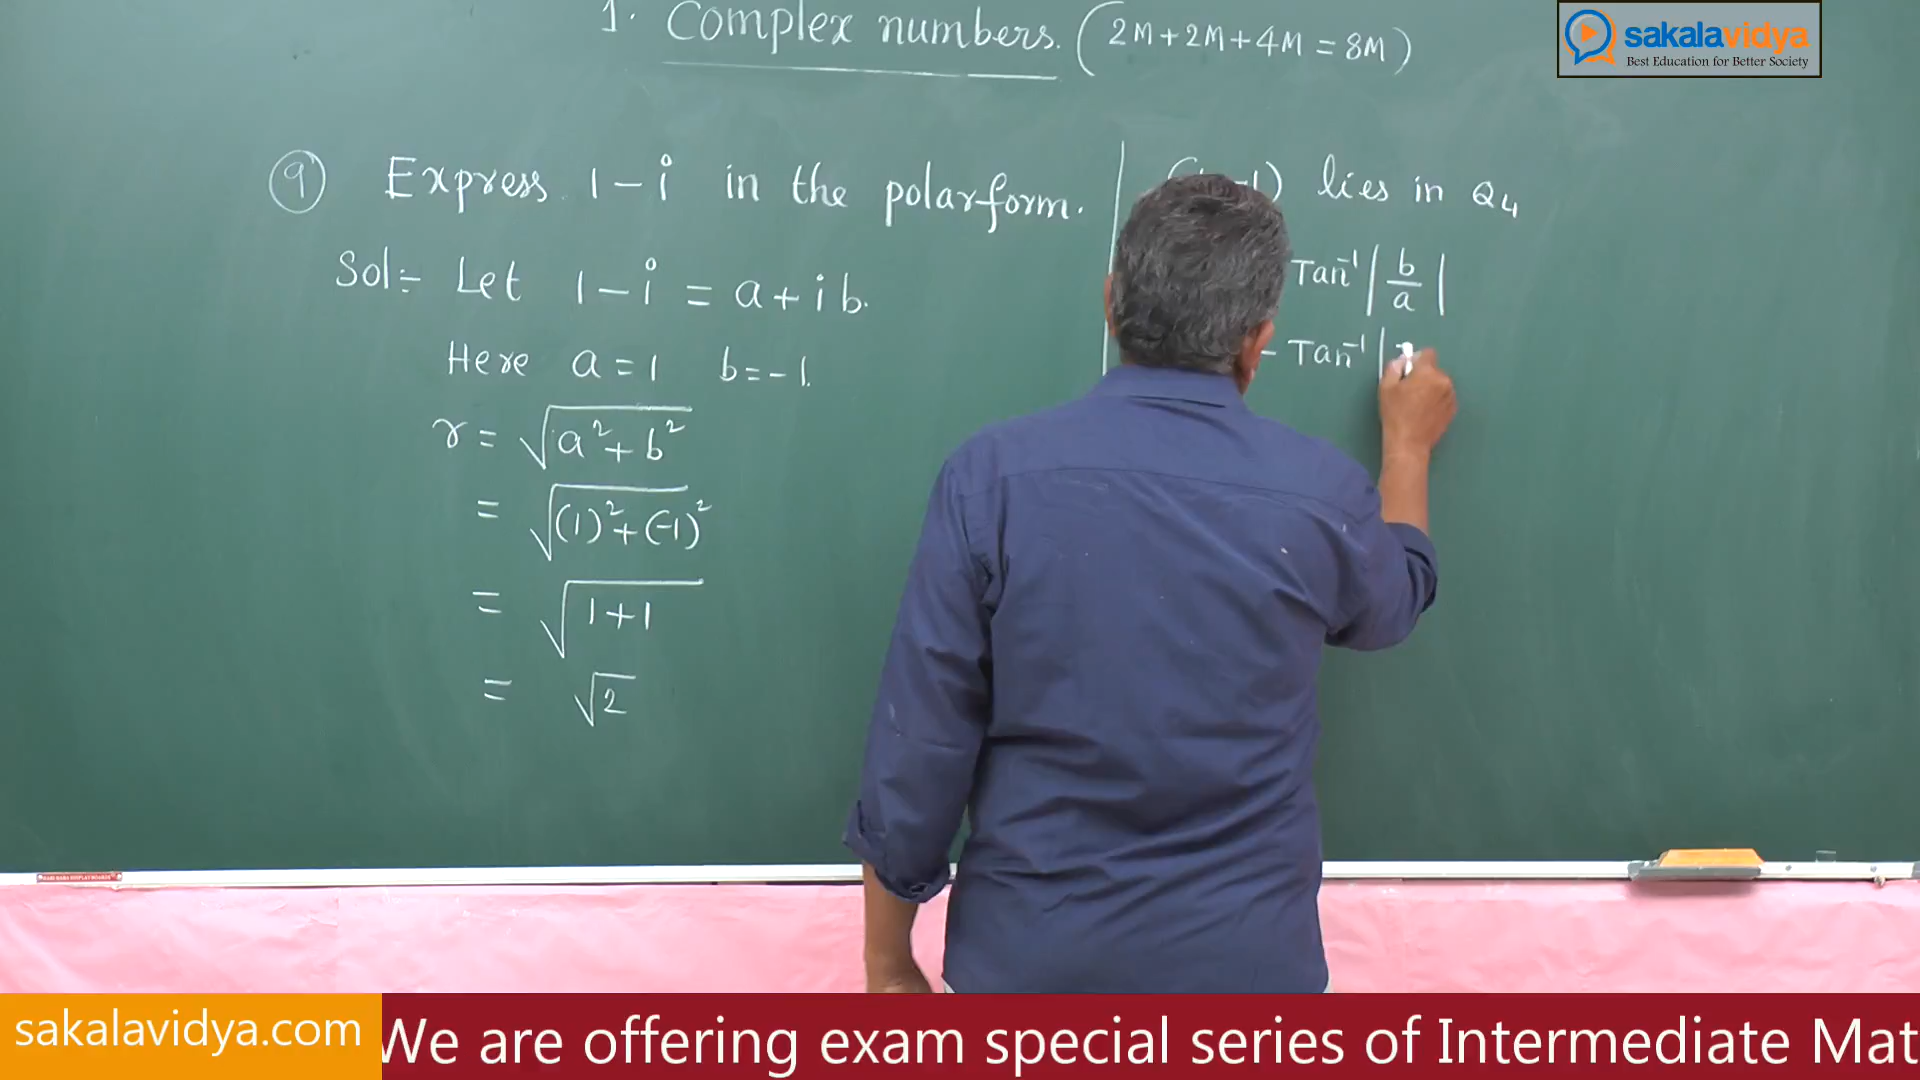 1. Complex numbers. (2M+2M+4M = 8M)
sakalavidya
Best Education for Better Society
9 Express 1-i in the polar form.
Sol:- Let 1-i = a+ib.
Here a=1 b=-1.
r = √a²+b²
= √(1)²+(-1)²
= √1+1
= √2
-1) lies in Q4
Tan⁻¹|b/a|
- Tan⁻¹|
sakalavidya.com
We are offering exam special series of Intermediate Mat